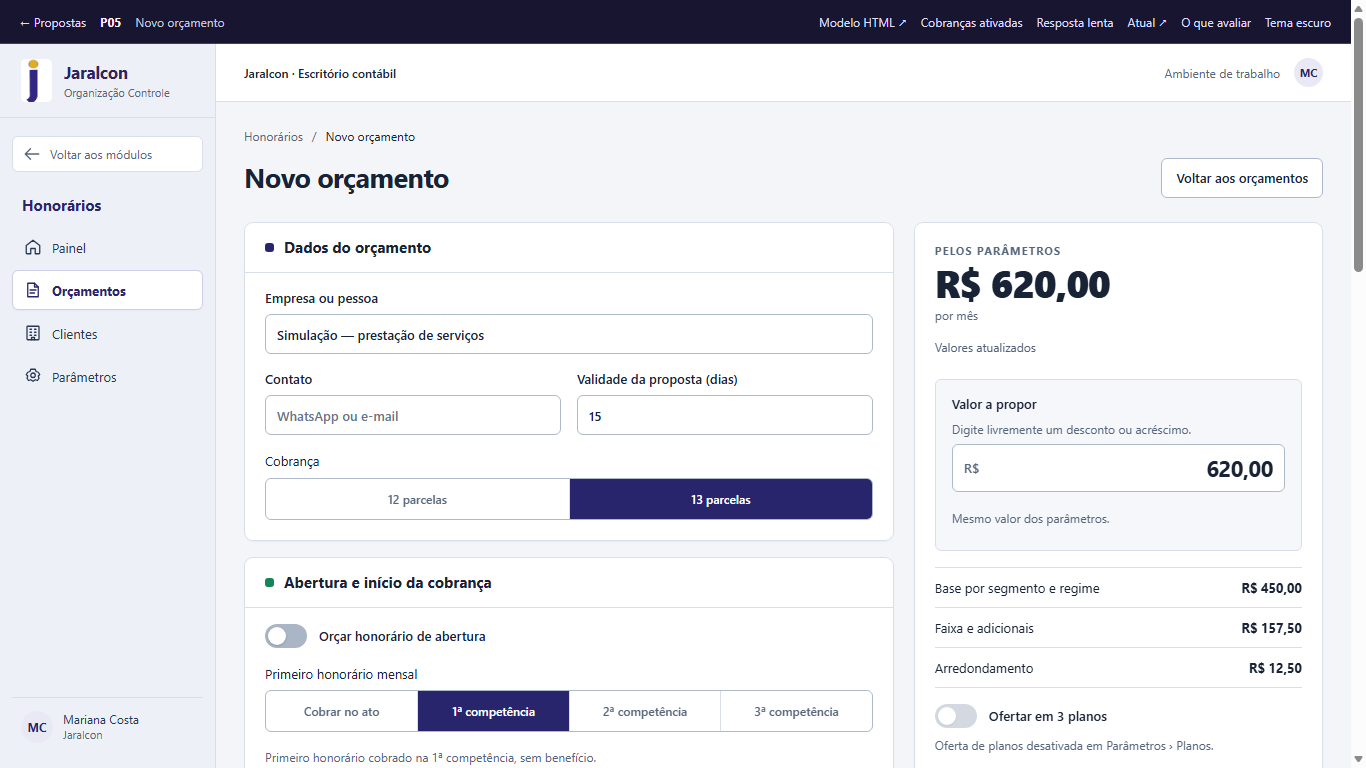 ← Propostas P05 Novo orçamento Modelo HTML ↗ Cobranças ativadas Resposta lenta Atual ↗ O que avaliar Tema escuro
j
Jaralcon
Organização Controle
Jaralcon · Escritório contábil
Ambiente de trabalho MC
← Voltar aos módulos
Honorários
Painel
Orçamentos
Clientes
Parâmetros
MC
Mariana Costa
Jaralcon
Honorários / Novo orçamento
Novo orçamento
Voltar aos orçamentos
Dados do orçamento
Empresa ou pessoa
Simulação — prestação de serviços
Contato
WhatsApp ou e-mail
Validade da proposta (dias)
15
Cobrança
12 parcelas 13 parcelas
Abertura e início da cobrança
Orçar honorário de abertura
Primeiro honorário mensal
Cobrar no ato 1ª competência 2ª competência 3ª competência
Primeiro honorário cobrado na 1ª competência, sem benefício.
PELOS PARÂMETROS
R$ 620,00
por mês
Valores atualizados
Valor a propor
Digite livremente um desconto ou acréscimo.
R$ 620,00
Mesmo valor dos parâmetros.
Base por segmento e regime R$ 450,00
Faixa e adicionais R$ 157,50
Arredondamento R$ 12,50
Ofertar em 3 planos
Oferta de planos desativada em Parâmetros › Planos.